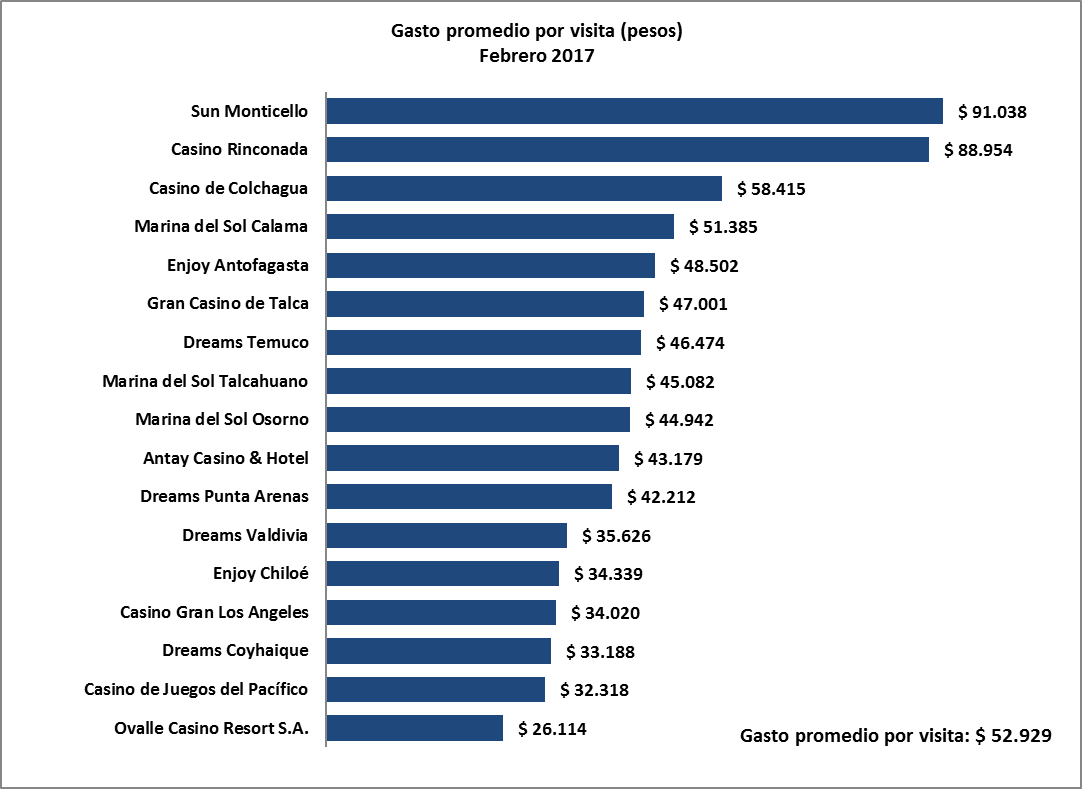 Gasto promedio por visita (pesos)
Febrero 2017
Sun Monticello $ 91.038
Casino Rinconada $ 88.954
Casino de Colchagua $ 58.415
Marina del Sol Calama $ 51.385
Enjoy Antofagasta $ 48.502
Gran Casino de Talca $ 47.001
Dreams Temuco $ 46.474
Marina del Sol Talcahuano $ 45.082
Marina del Sol Osorno $ 44.942
Antay Casino & Hotel $ 43.179
Dreams Punta Arenas $ 42.212
Dreams Valdivia $ 35.626
Enjoy Chiloé $ 34.339
Casino Gran Los Angeles $ 34.020
Dreams Coyhaique $ 33.188
Casino de Juegos del Pacífico $ 32.318
Ovalle Casino Resort S.A. $ 26.114
Gasto promedio por visita: $ 52.929